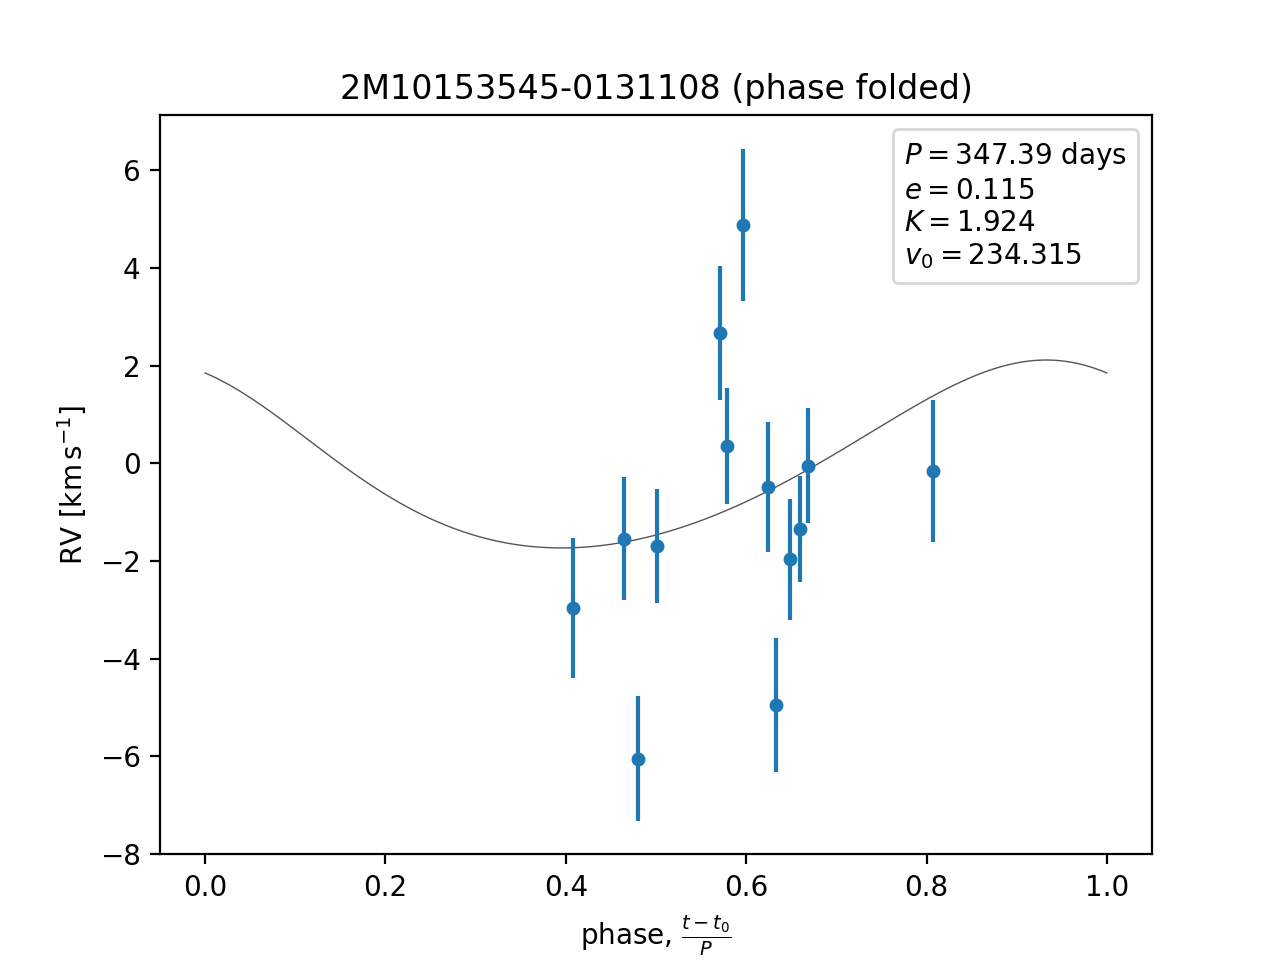 2M10153545-0131108 (phase folded)
P = 347.39 days
e = 0.115
K = 1.924
v₀ = 234.315
6
4
2
0
−2
−4
−6
−8
RV [km s⁻¹]
0.0 0.2 0.4 0.6 0.8 1.0
phase, (t − t₀)/P